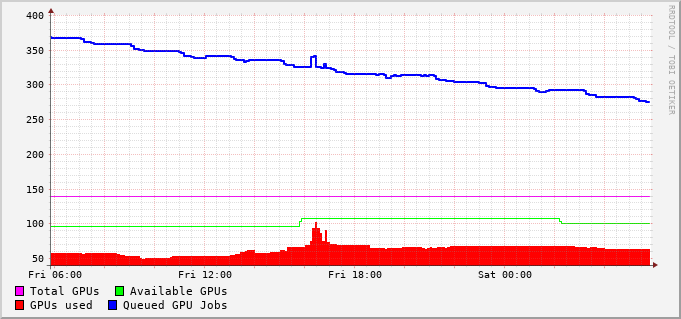 400
350
300
250
200
150
100
50
Fri 06:00 Fri 12:00 Fri 18:00 Sat 00:00
Total GPUs Available GPUs
GPUs used Queued GPU Jobs
RRDTOOL / TOBI OETIKER